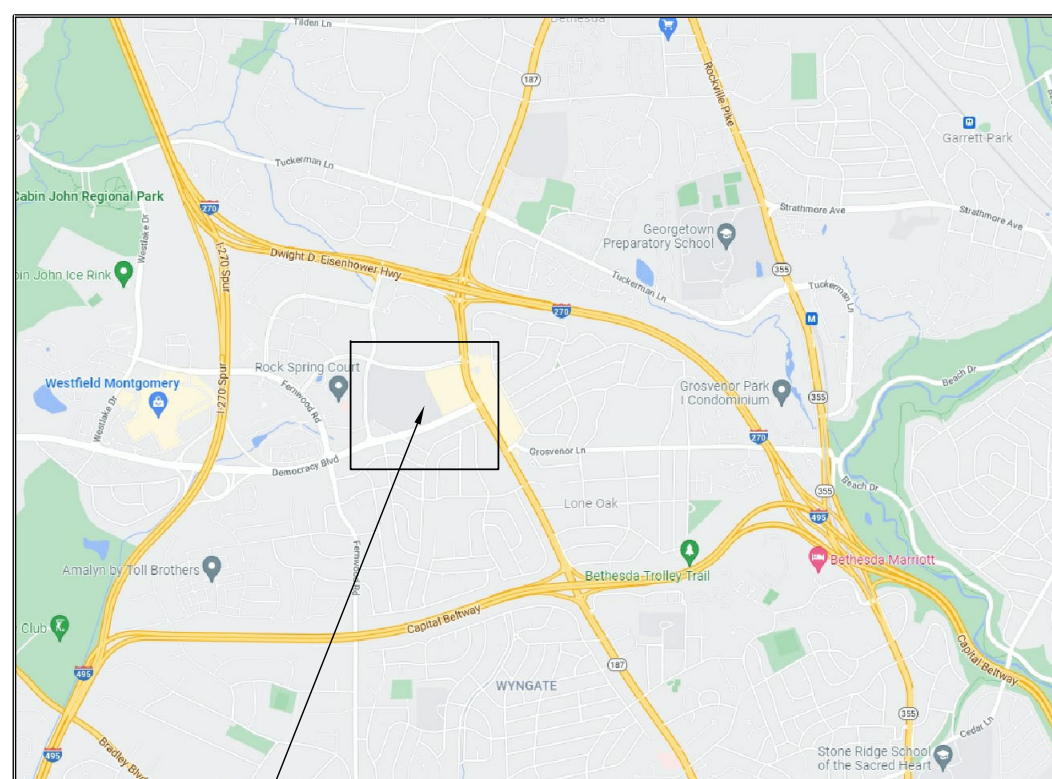 Bethesda
Tilden Ln
187
Rockville Pike
Garrett Park
Tuckerman Ln
Cabin John Regional Park
270
Westlake Dr
Strathmore Ave
Strathmore Ave
Georgetown
Preparatory School
I-270 Spur
Dwight D. Eisenhower Hwy
John Ice Rink
355
Tuckerman Ln
Tuckerman
Ln
270
M
Rock Spring Court
Westfield Montgomery
Fernwood Rd
I-270 Spur
Grosvenor Park
I Condominium
Beach Dr
355
Westlake Dr
270
Democracy Blvd
Grosvenor Ln
Beach Dr
355
Lone Oak
495
Fernwood Rd
Amalyn by Toll Brothers
Bethesda Trolley Trail
Bethesda Marriott
Capital Beltway
Club
495
187
Capital Beltway
WYNGATE
355
Cedar Ln
495
Bradley Blvd
Stone Ridge School
of the Sacred Heart